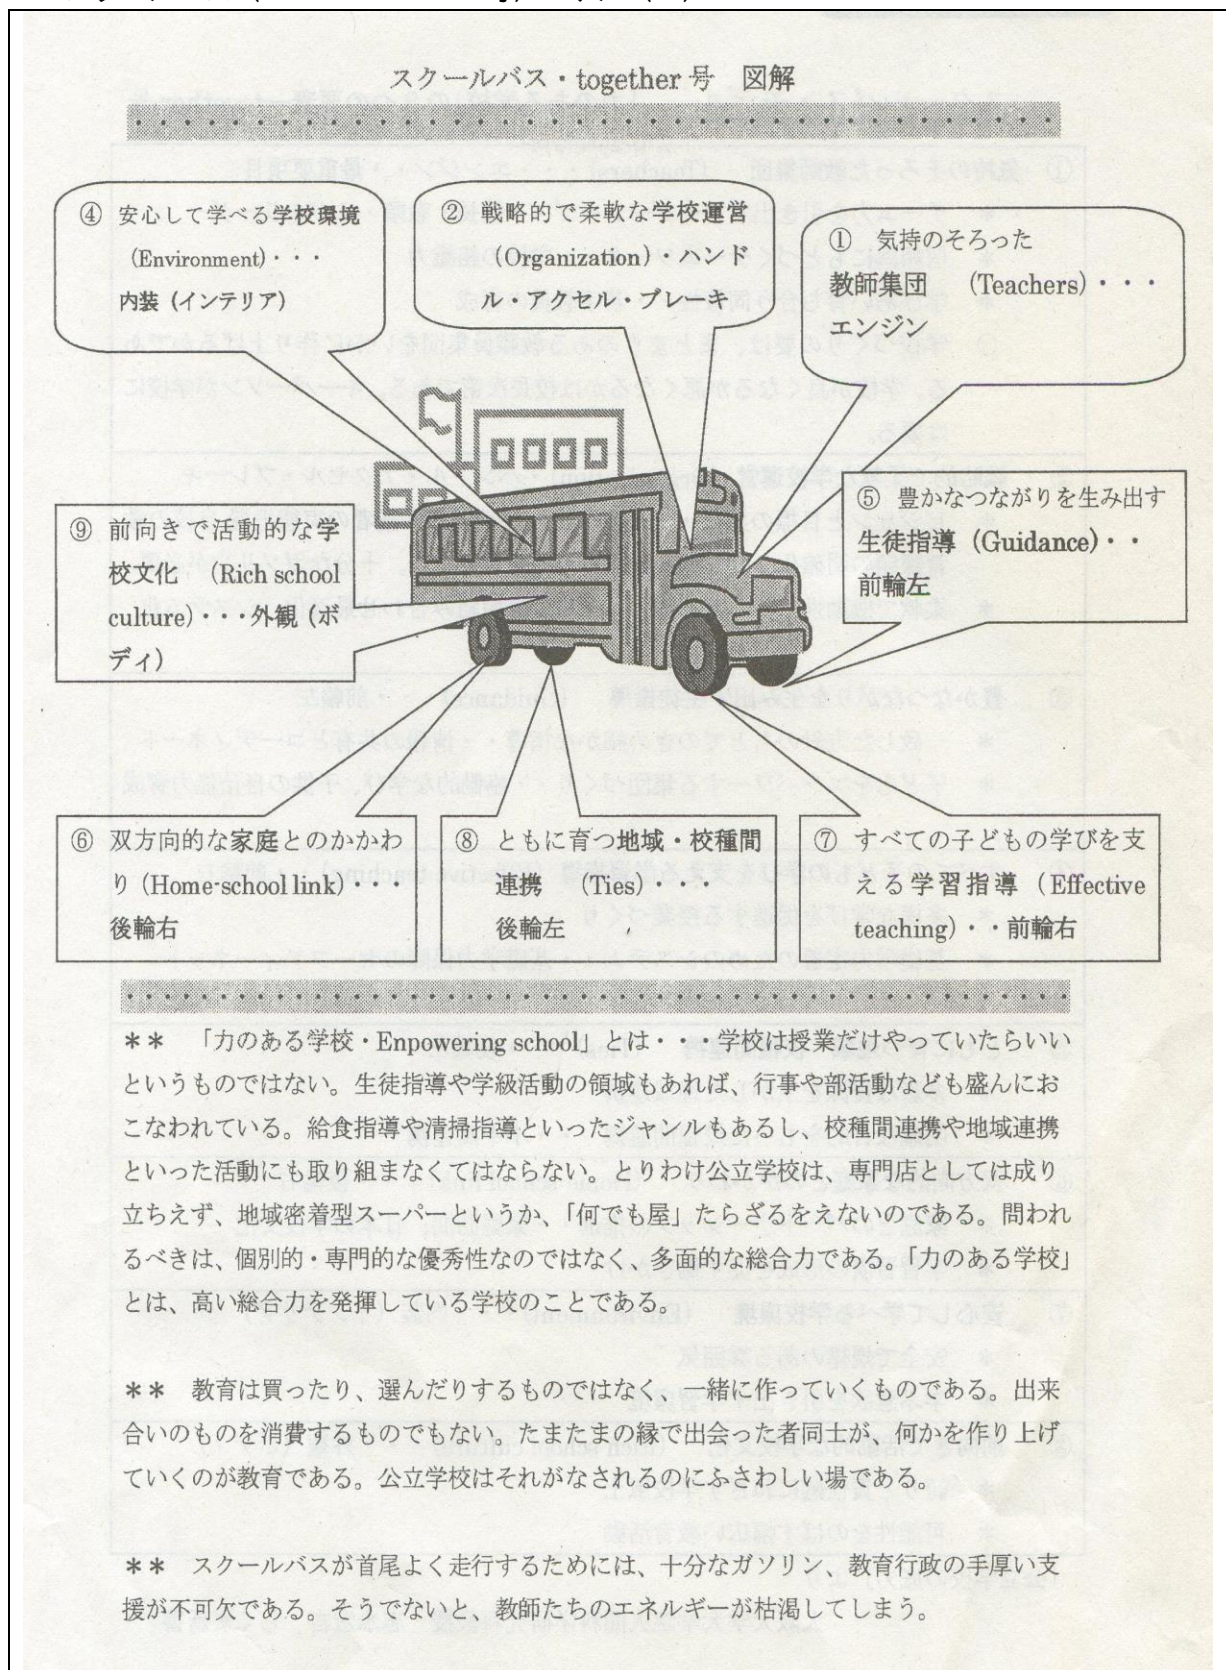 スクールバス・together 号　図解
④ 安心して学べる学校環境
(Environment)・・・
内装 (インテリア)
② 戦略的で柔軟な学校運営
(Organization)・ハンド
ル・アクセル・ブレーキ
①　気持のそろった
教師集団　(Teachers)・・・
エンジン
⑨ 前向きで活動的な学
校文化　(Rich school
culture)・・・外観 (ボ
ディ)
⑤ 豊かなつながりを生み出す
生徒指導 (Guidance)・・
前輪左
⑥ 双方向的な家庭とのかかわ
り (Home-school link)・・・
後輪右
⑧ ともに育つ地域・校種間
連携　(Ties)・・・
後輪左
⑦ すべての子どもの学びを支
える学習指導 (Effective
teaching)・・前輪右
＊＊　「力のある学校・Enpowering school」とは・・・学校は授業だけやっていたらいい
というものではない。生徒指導や学級活動の領域もあれば、行事や部活動なども盛んにお
こなわれている。給食指導や清掃指導といったジャンルもあるし、校種間連携や地域連携
といった活動にも取り組まなくてはならない。とりわけ公立学校は、専門店としては成り
立ちえず、地域密着型スーパーというか、「何でも屋」たらざるをえないのである。問われ
るべきは、個別的・専門的な優秀性なのではなく、多面的な総合力である。「力のある学校」
とは、高い総合力を発揮している学校のことである。
＊＊　教育は買ったり、選んだりするものではなく、一緒に作っていくものである。出来
合いのものを消費するものでもない。たまたまの縁で出会った者同士が、何かを作り上げ
ていくのが教育である。公立学校はそれがなされるのにふさわしい場である。
＊＊　スクールバスが首尾よく走行するためには、十分なガソリン、教育行政の手厚い支
援が不可欠である。そうでないと、教師たちのエネルギーが枯渇してしまう。